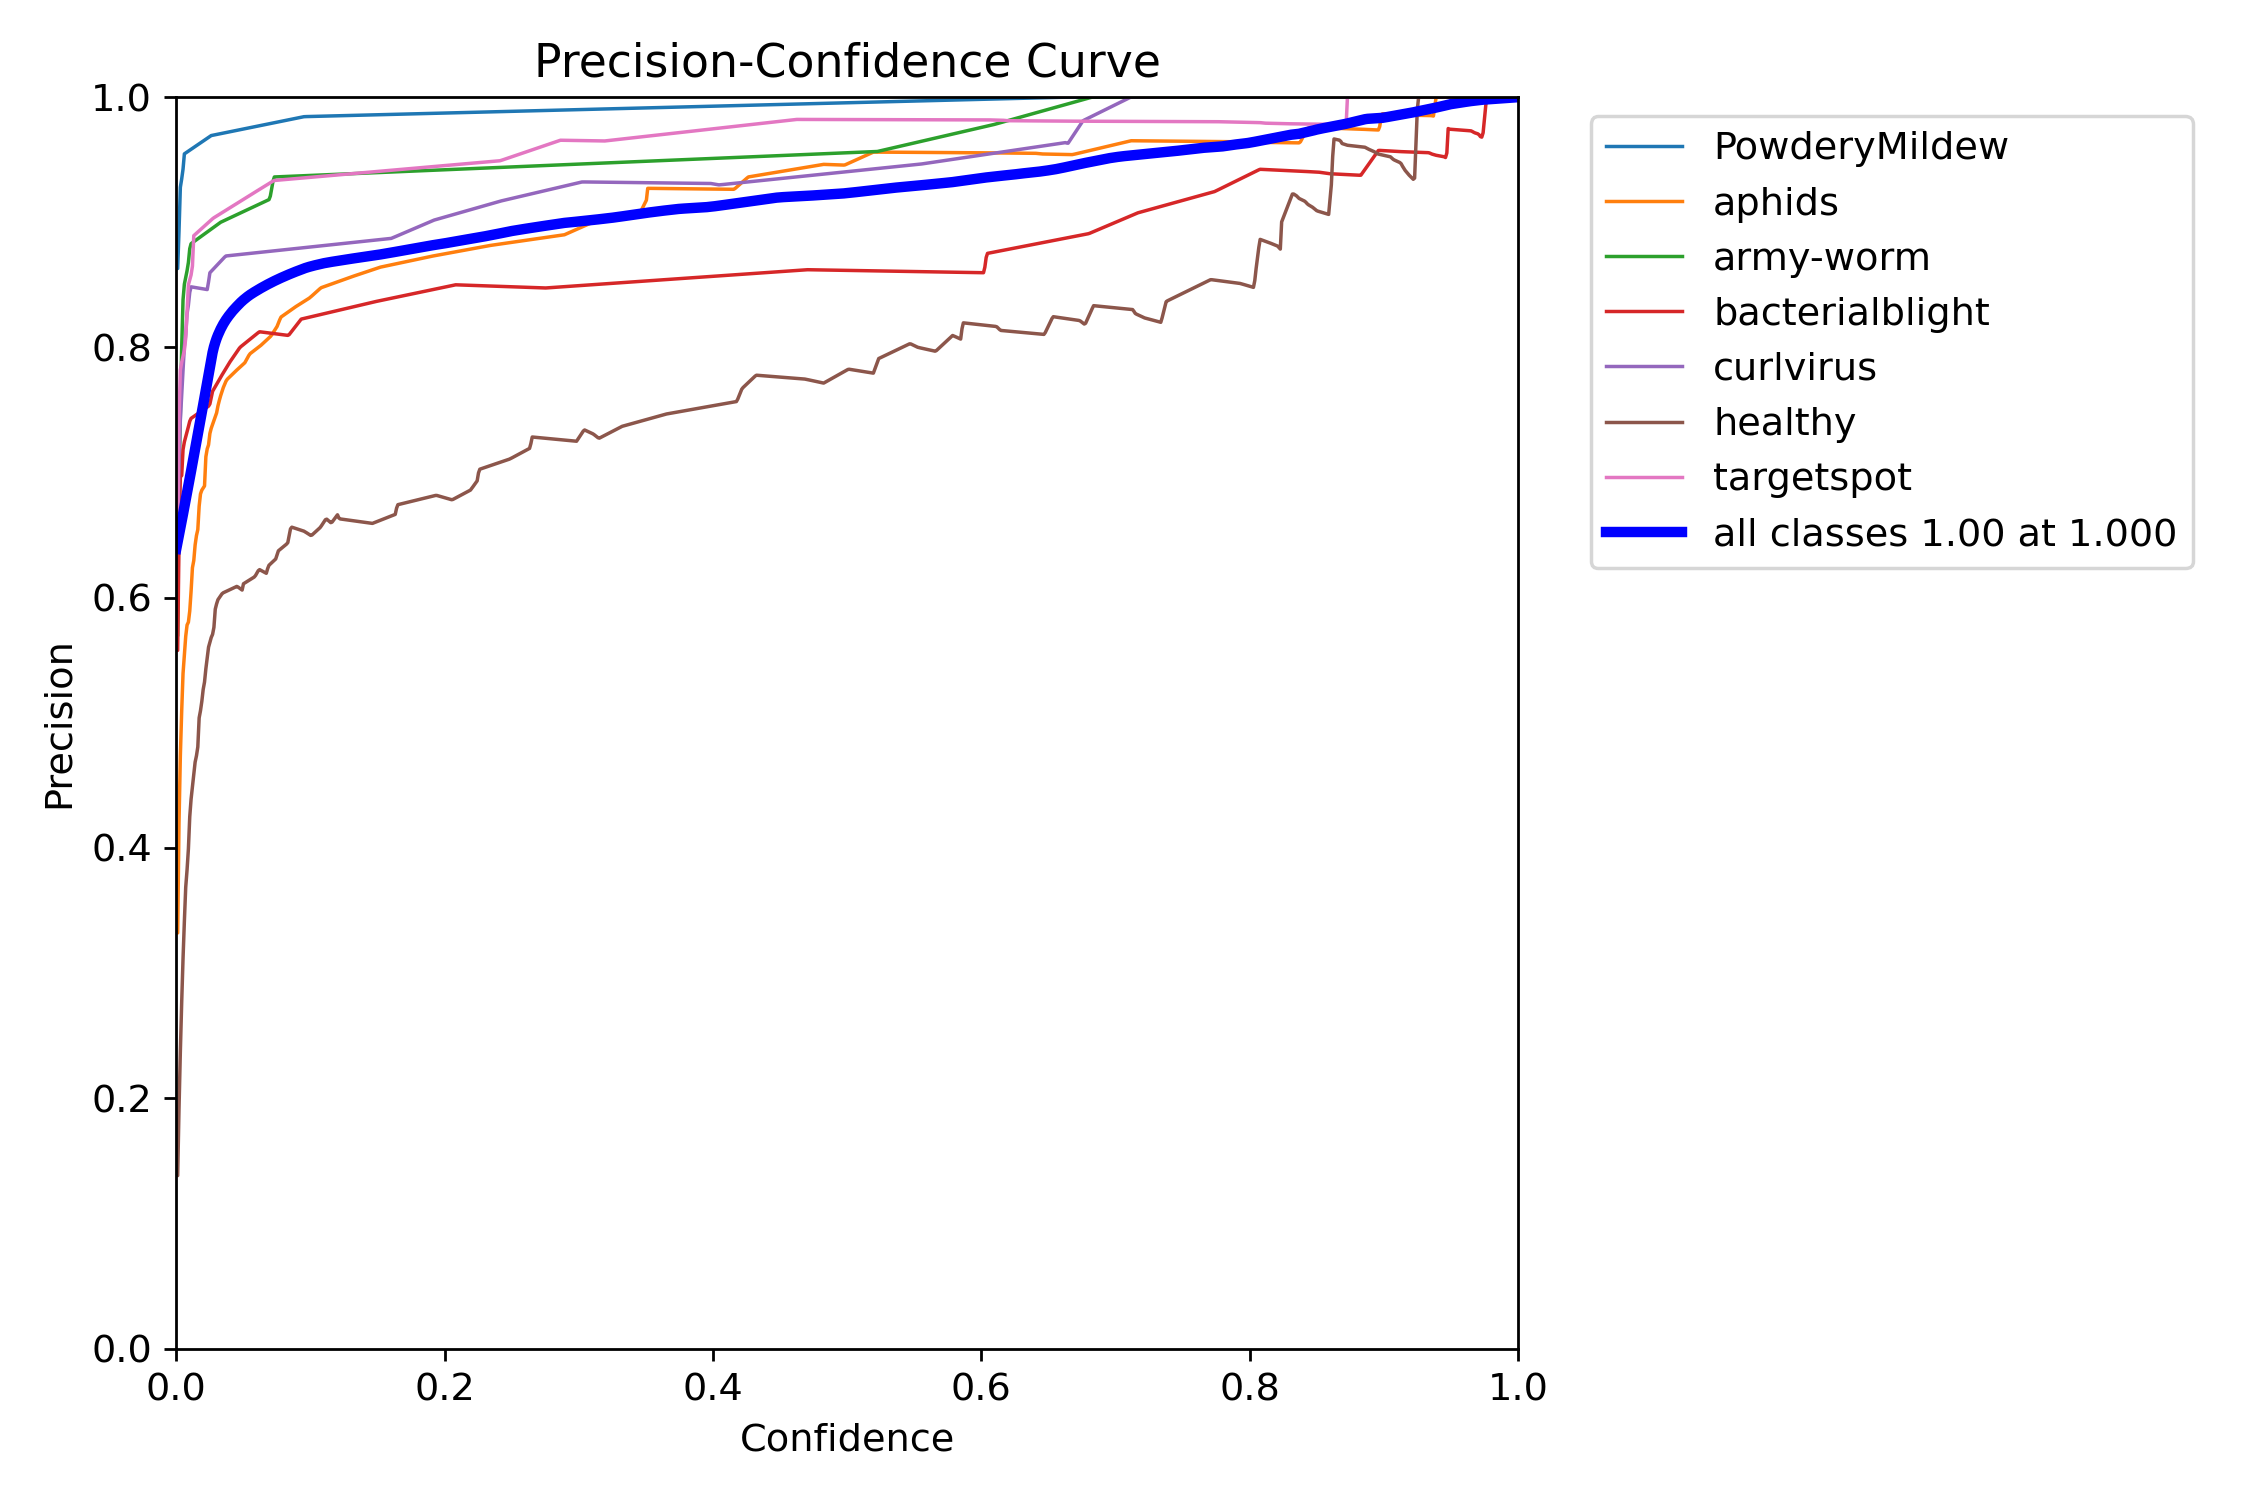 Precision-Confidence Curve
1.0
0.8
0.6
0.4
0.2
0.0
Precision
0.0 0.2 0.4 0.6 0.8 1.0
Confidence
PowderyMildew
aphids
army-worm
bacterialblight
curlvirus
healthy
targetspot
all classes 1.00 at 1.000